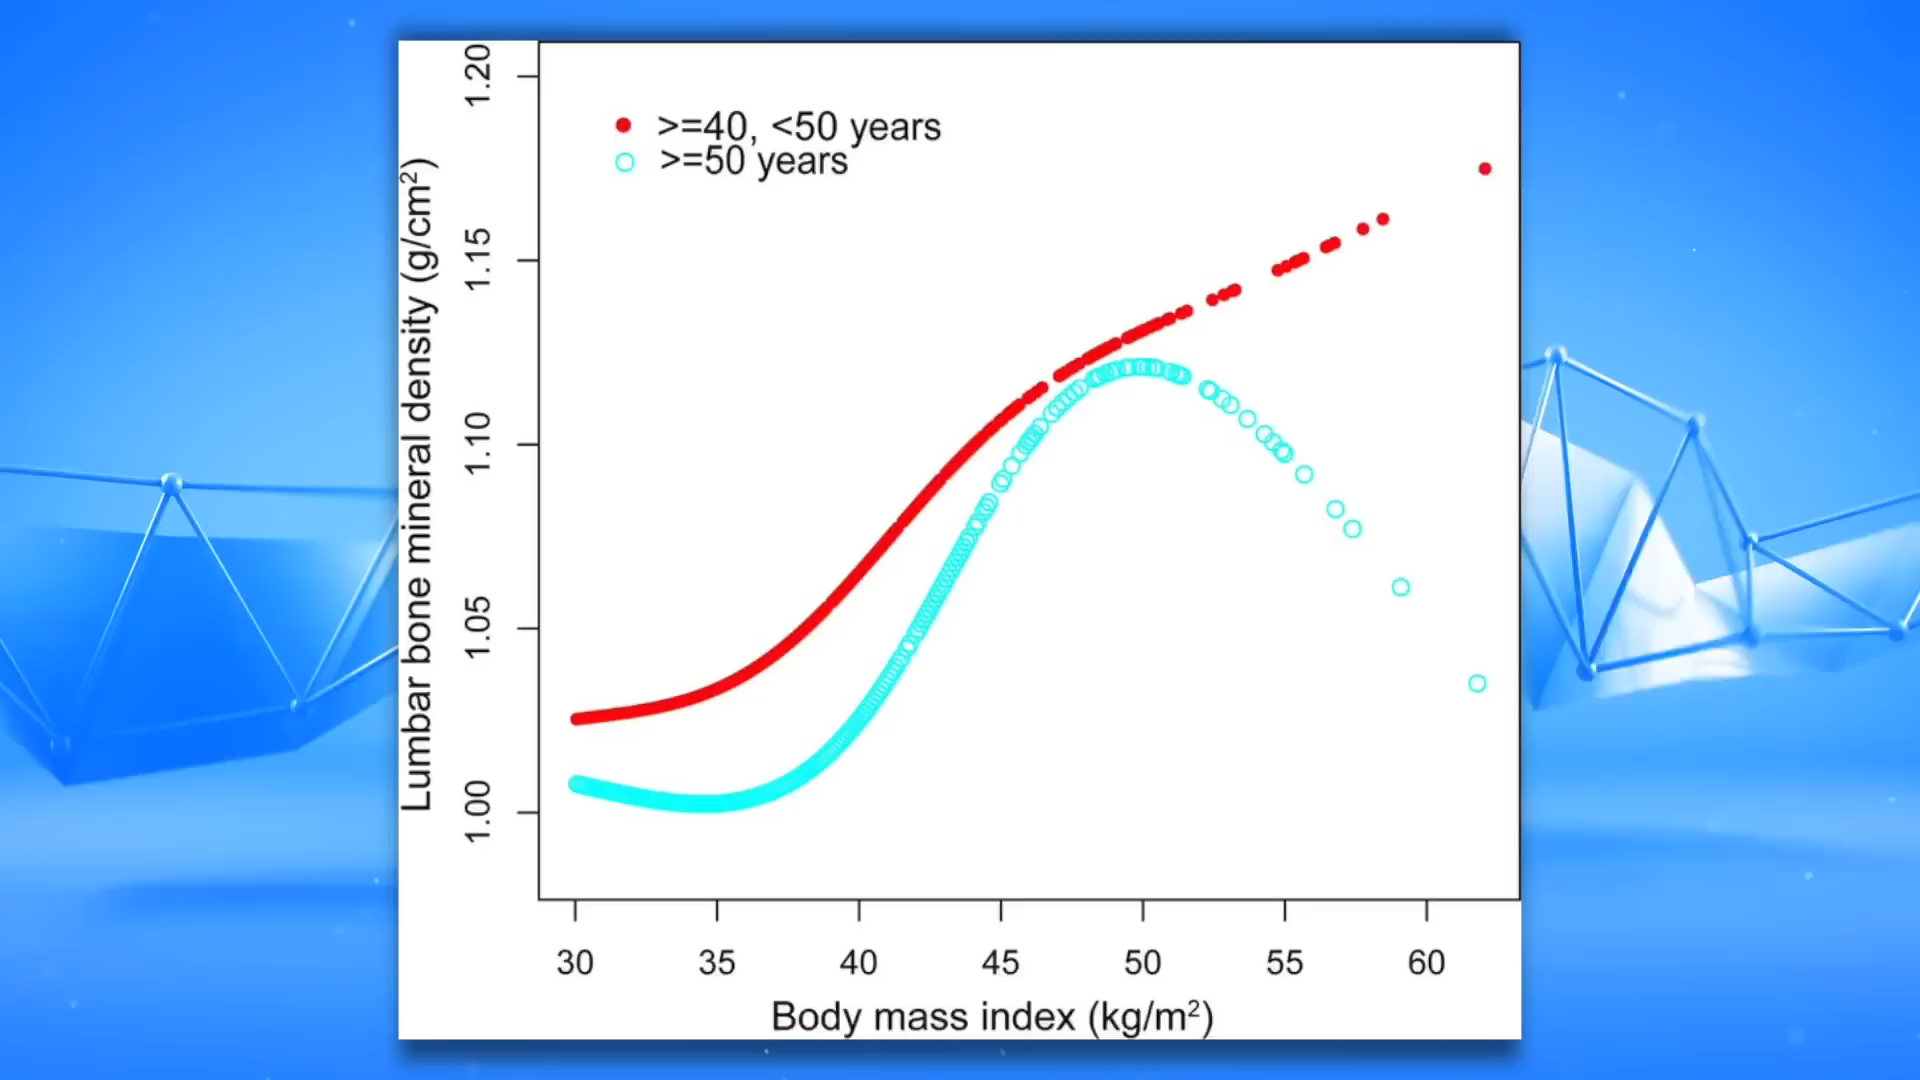 >=40, <50 years
>=50 years
Lumbar bone mineral density (g/cm²)
1.20
1.15
1.10
1.05
1.00
30 35 40 45 50 55 60
Body mass index (kg/m²)